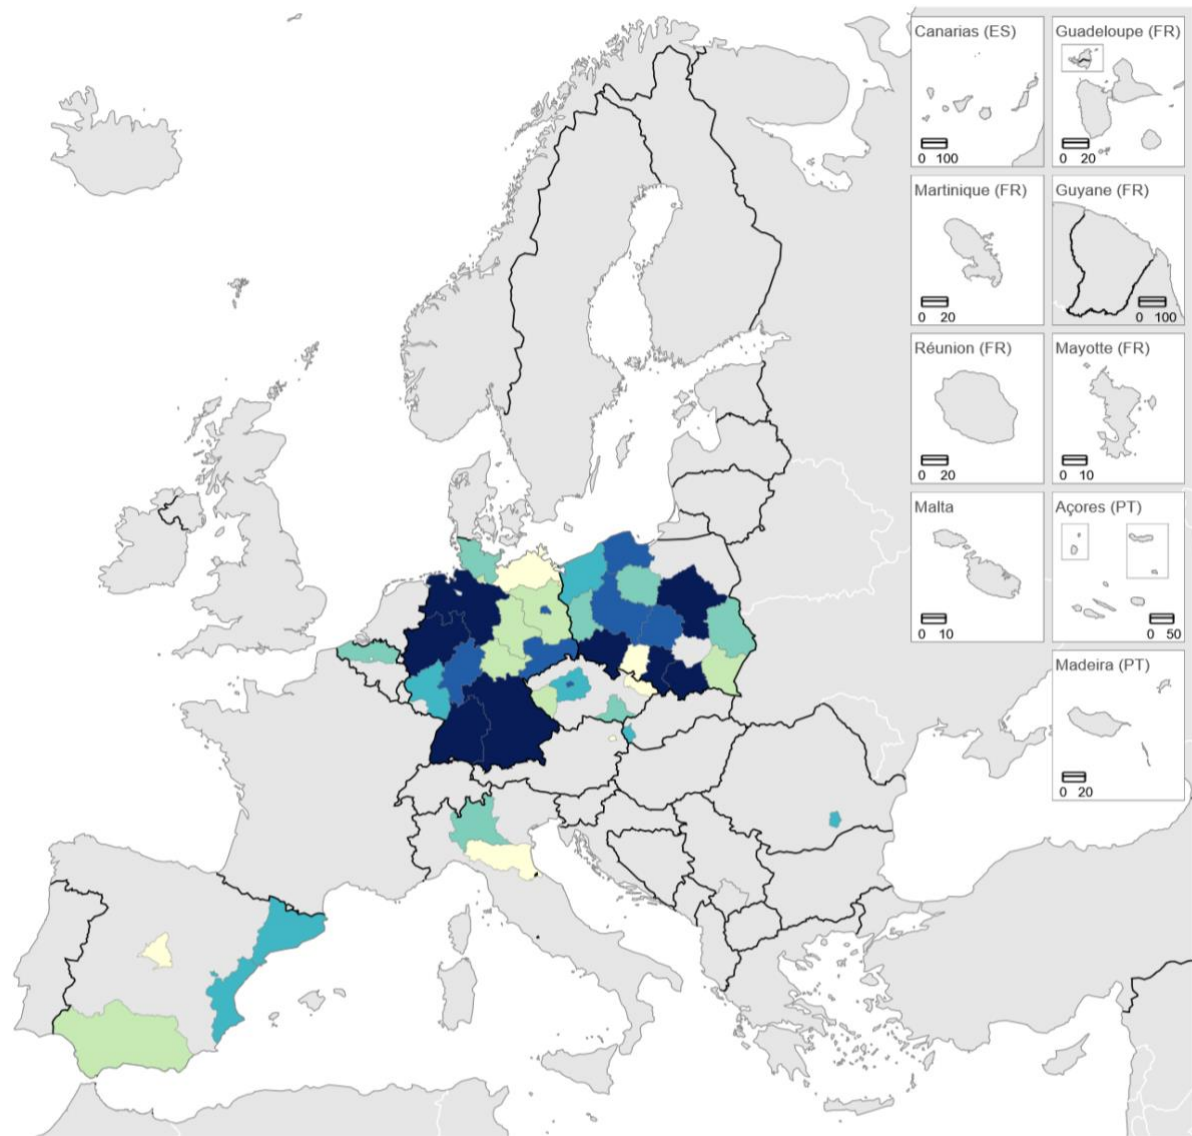 Canarias (ES)
0 100
Guadeloupe (FR)
0 20
Martinique (FR)
0 20
Guyane (FR)
0 100
Réunion (FR)
0 20
Mayotte (FR)
0 10
Malta
0 10
Açores (PT)
0 50
Madeira (PT)
0 20